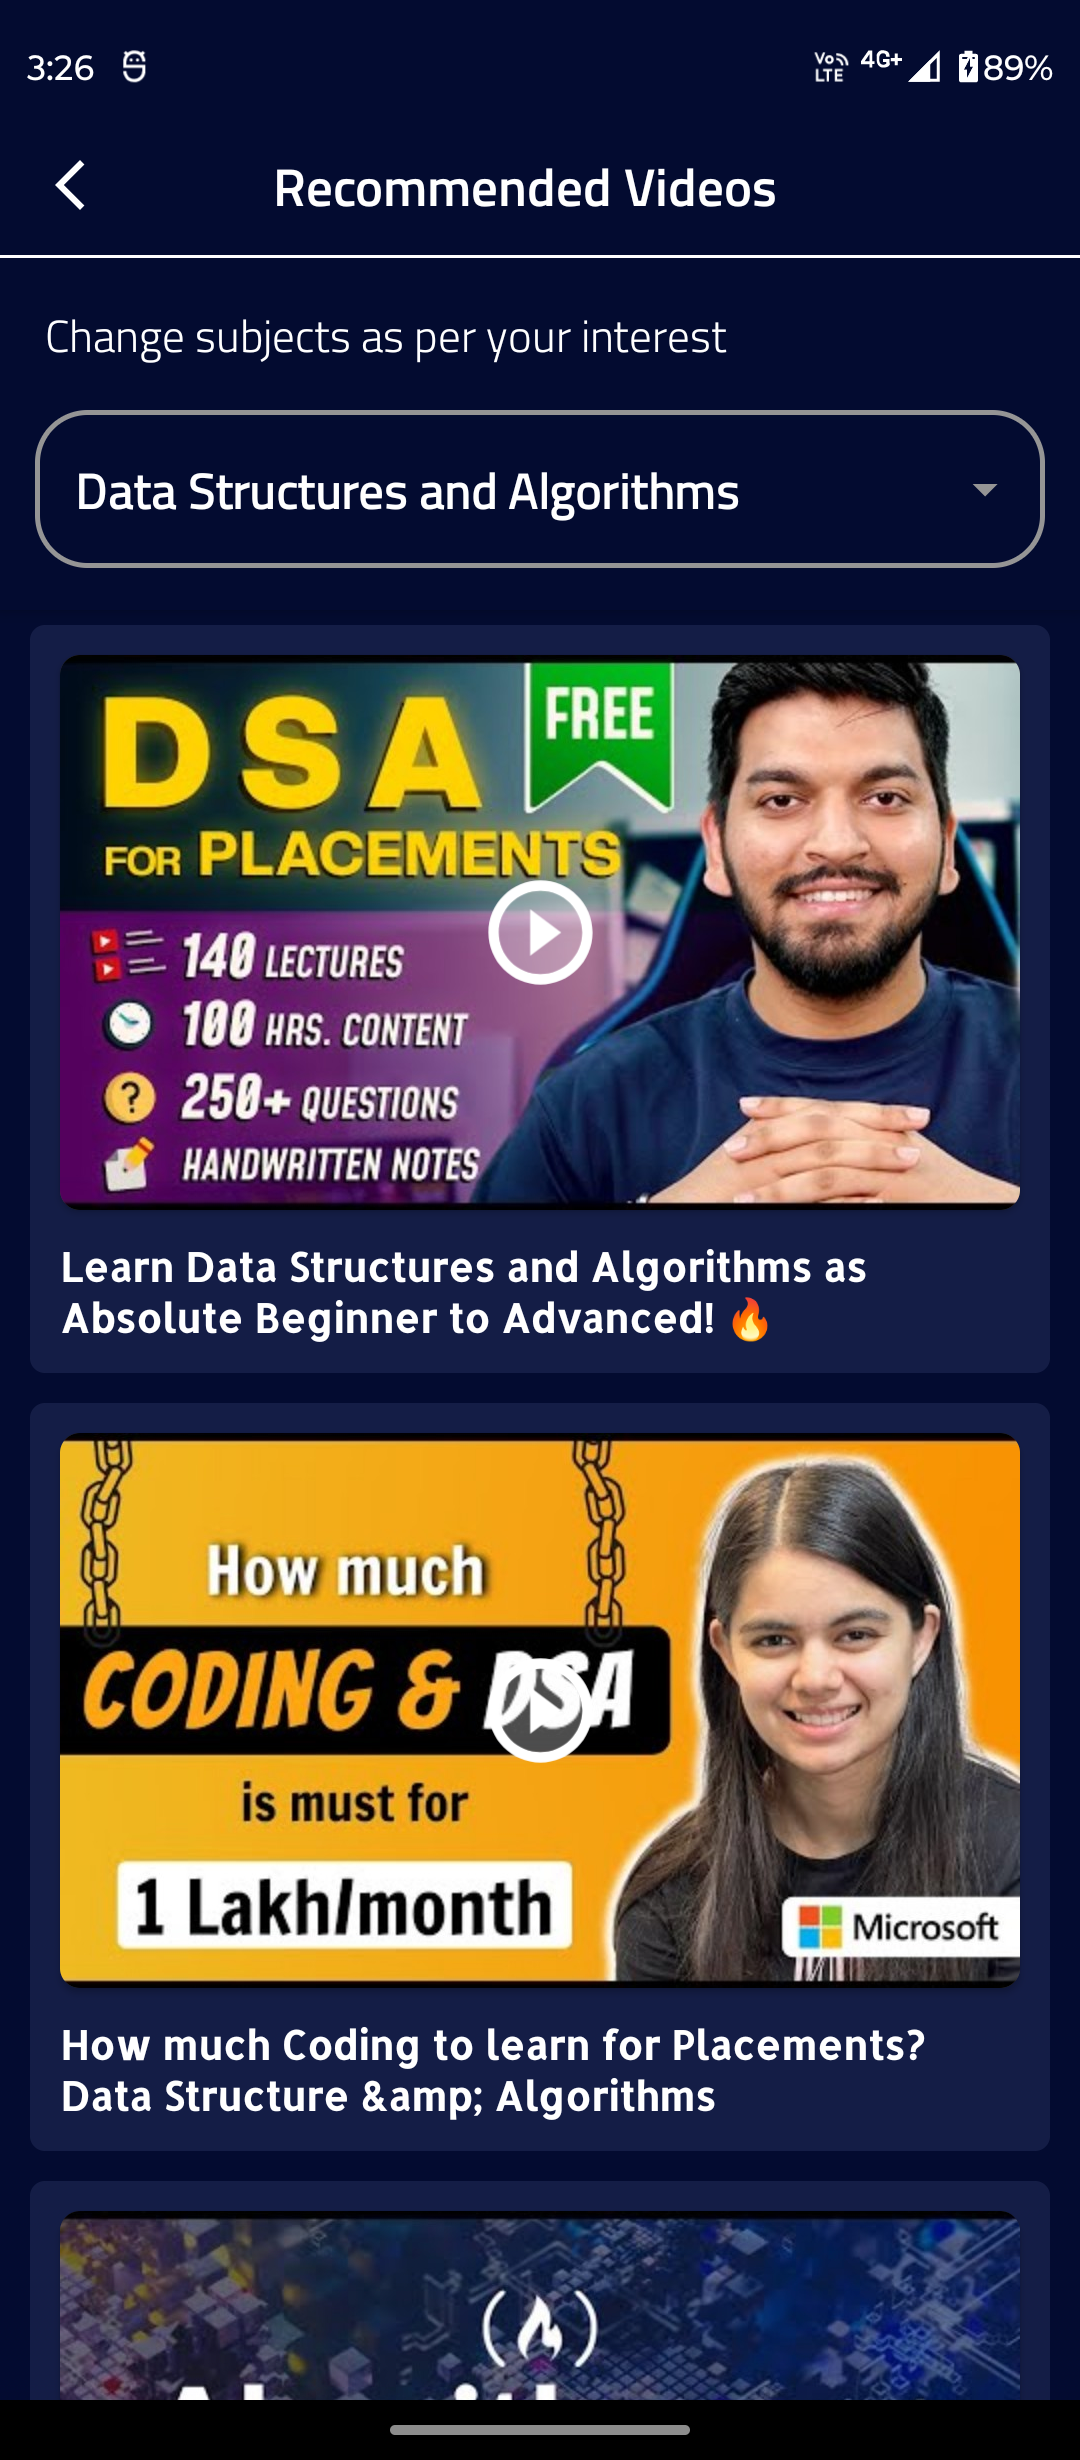 3:26
Vo LTE 4G+ 89%
Recommended Videos
Change subjects as per your interest
Data Structures and Algorithms
DSA
FREE
FOR PLACEMENTS
140 LECTURES
100 HRS. CONTENT
250+ QUESTIONS
HANDWRITTEN NOTES
Learn Data Structures and Algorithms as
Absolute Beginner to Advanced! 🔥
How much
CODING & DSA
is must for
1 Lakh/month
Microsoft
How much Coding to learn for Placements?
Data Structure &amp; Algorithms